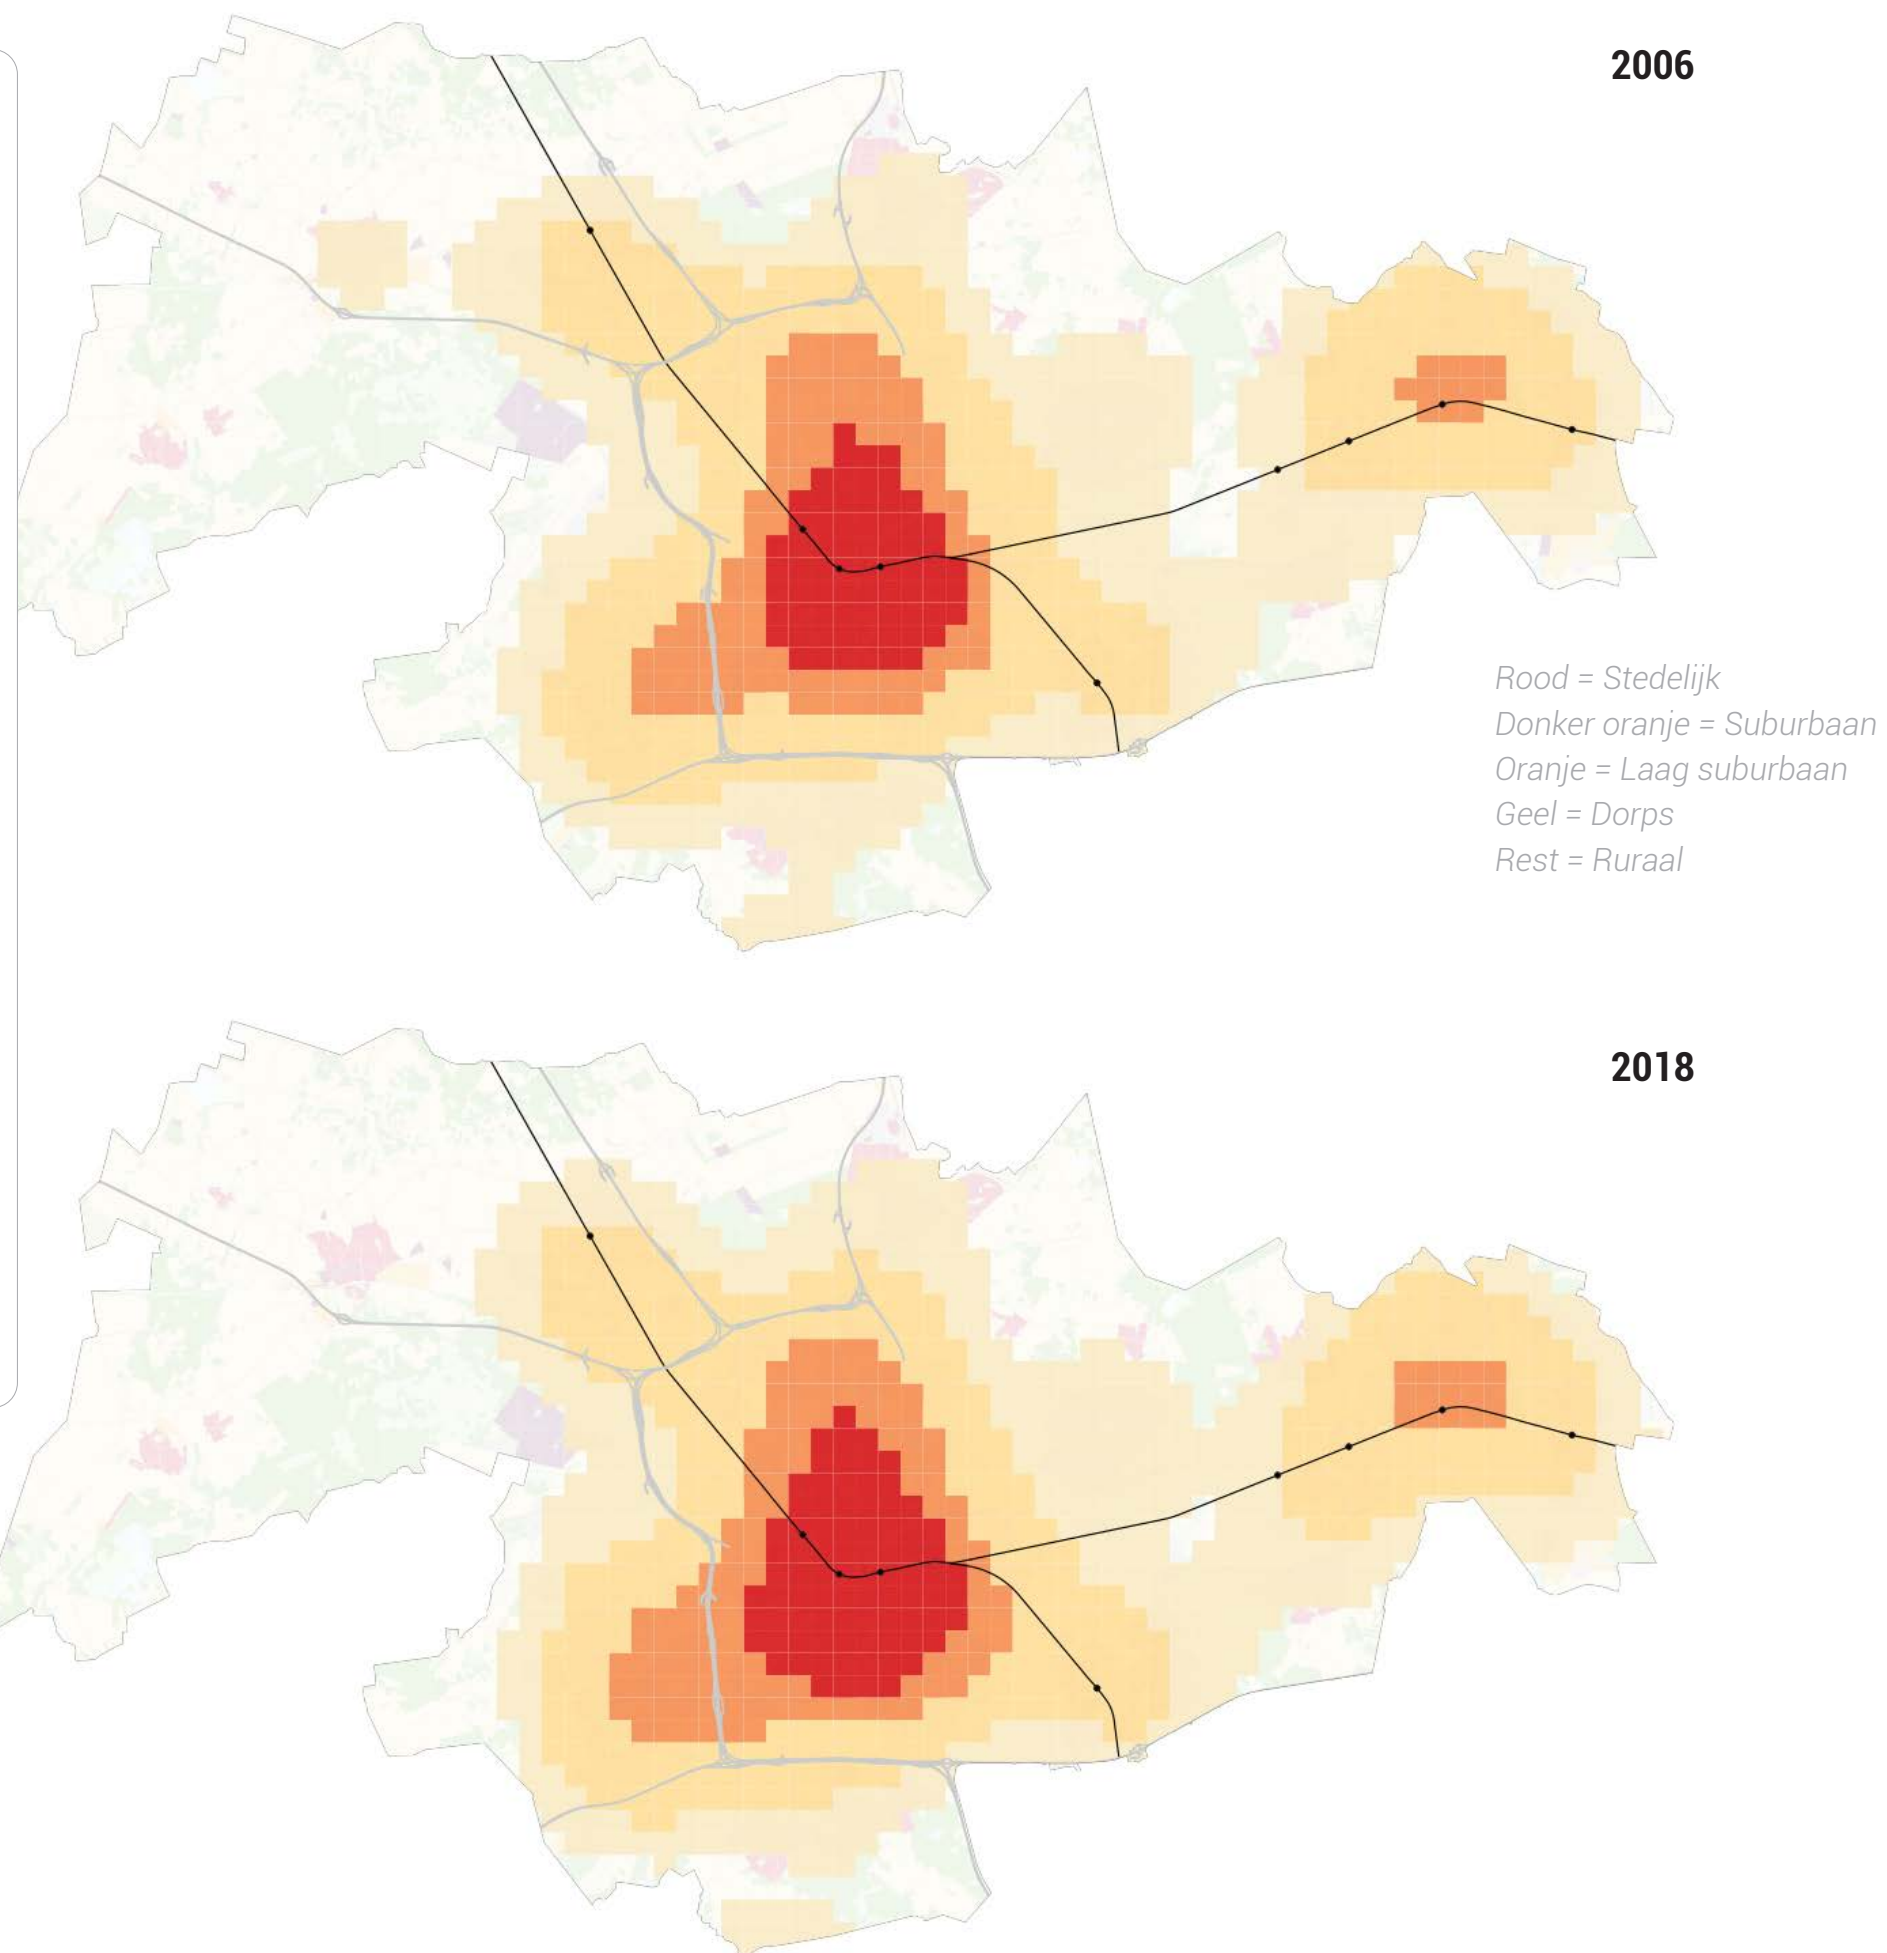 2006
Rood = Stedelijk
Donker oranje = Suburbaan
Oranje = Laag suburbaan
Geel = Dorps
Rest = Ruraal
2018